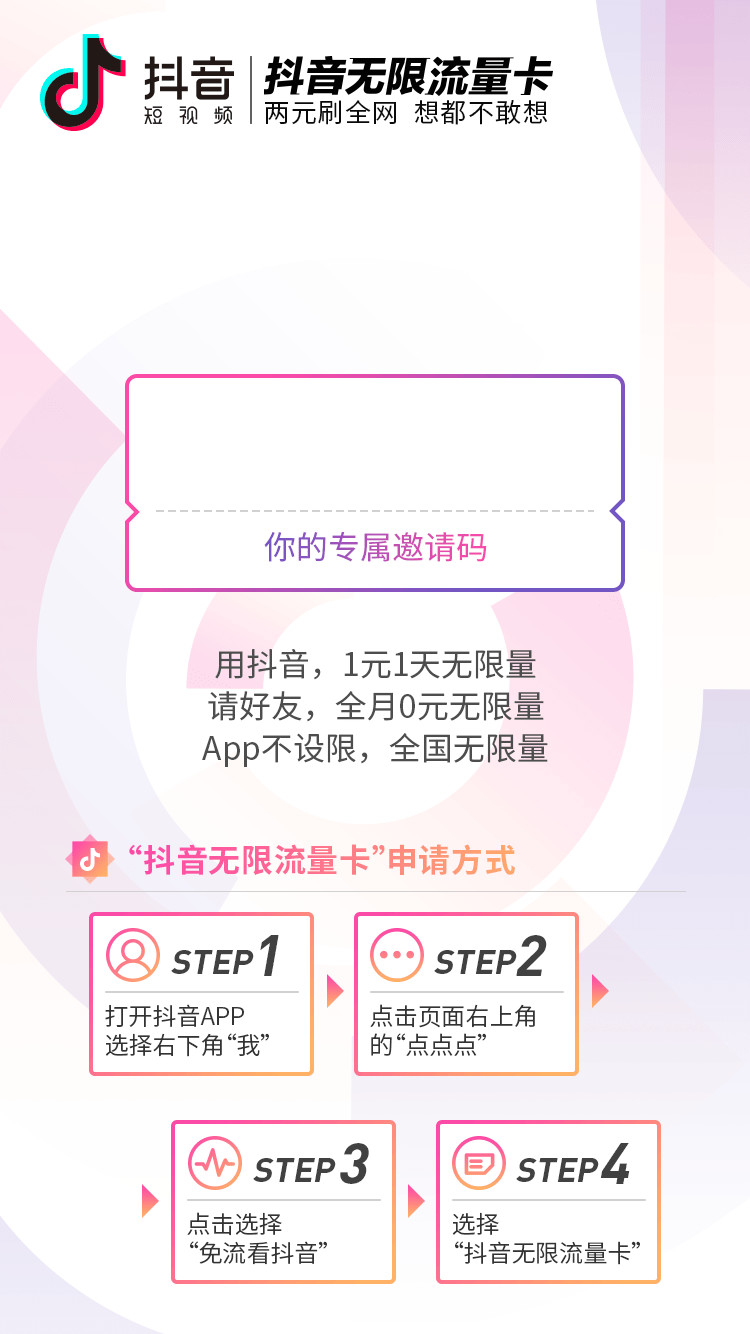 抖音
短视频
抖音无限流量卡
两元刷全网 想都不敢想
你的专属邀请码
用抖音，1元1天无限量
请好友，全月0元无限量
App不设限，全国无限量
“抖音无限流量卡”申请方式
STEP1
打开抖音APP
选择右下角“我”
STEP2
点击页面右上角
的“点点点”
STEP3
点击选择
“免流看抖音”
STEP4
选择
“抖音无限流量卡”